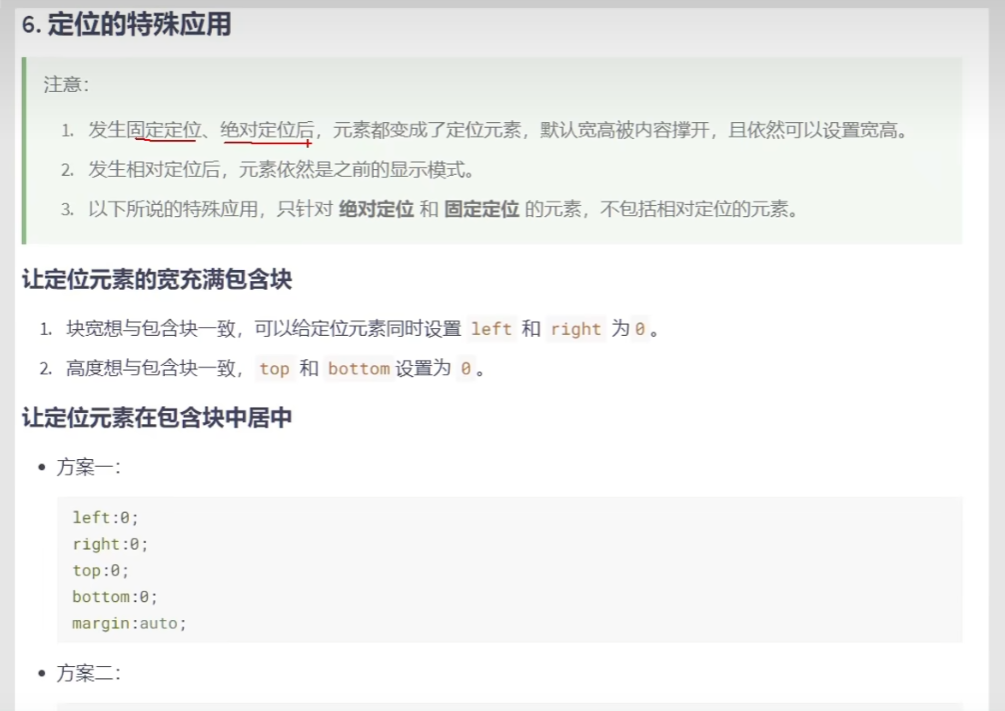 6. 定位的特殊应用
注意：
1. 发生固定定位、绝对定位后，元素都变成了定位元素，默认宽高被内容撑开，且依然可以设置宽高。
2. 发生相对定位后，元素依然是之前的显示模式。
3. 以下所说的特殊应用，只针对 绝对定位 和 固定定位 的元素，不包括相对定位的元素。
让定位元素的宽充满包含块
1. 块宽想与包含块一致，可以给定位元素同时设置 left 和 right 为 0 。
2. 高度想与包含块一致， top 和 bottom 设置为 0 。
让定位元素在包含块中居中
• 方案一：
left:0;
right:0;
top:0;
bottom:0;
margin:auto;
• 方案二：